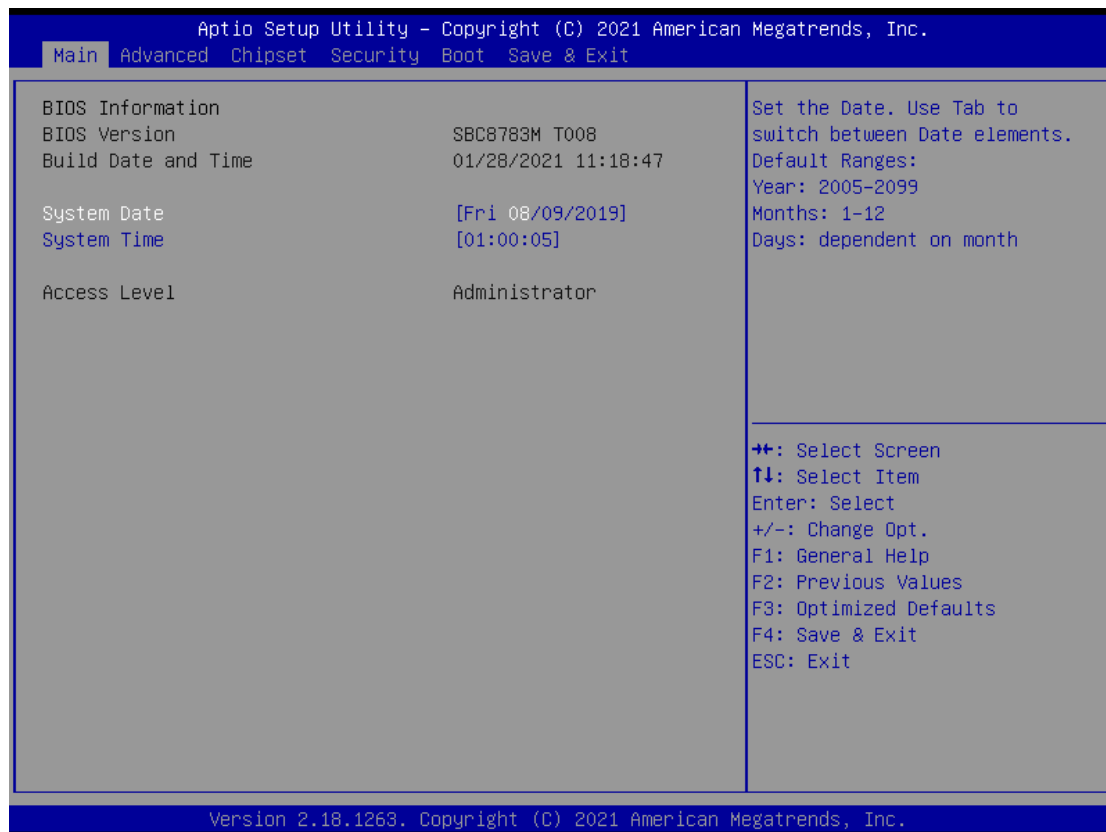 Aptio Setup Utility – Copyright (C) 2021 American Megatrends, Inc.
Main Advanced Chipset Security Boot Save & Exit
BIOS Information
BIOS Version SBC8783M T008
Build Date and Time 01/28/2021 11:18:47
System Date [Fri 08/09/2019]
System Time [01:00:05]
Access Level Administrator
Set the Date. Use Tab to
switch between Date elements.
Default Ranges:
Year: 2005-2099
Months: 1-12
Days: dependent on month
→←: Select Screen
↑↓: Select Item
Enter: Select
+/-: Change Opt.
F1: General Help
F2: Previous Values
F3: Optimized Defaults
F4: Save & Exit
ESC: Exit
Version 2.18.1263. Copyright (C) 2021 American Megatrends, Inc.